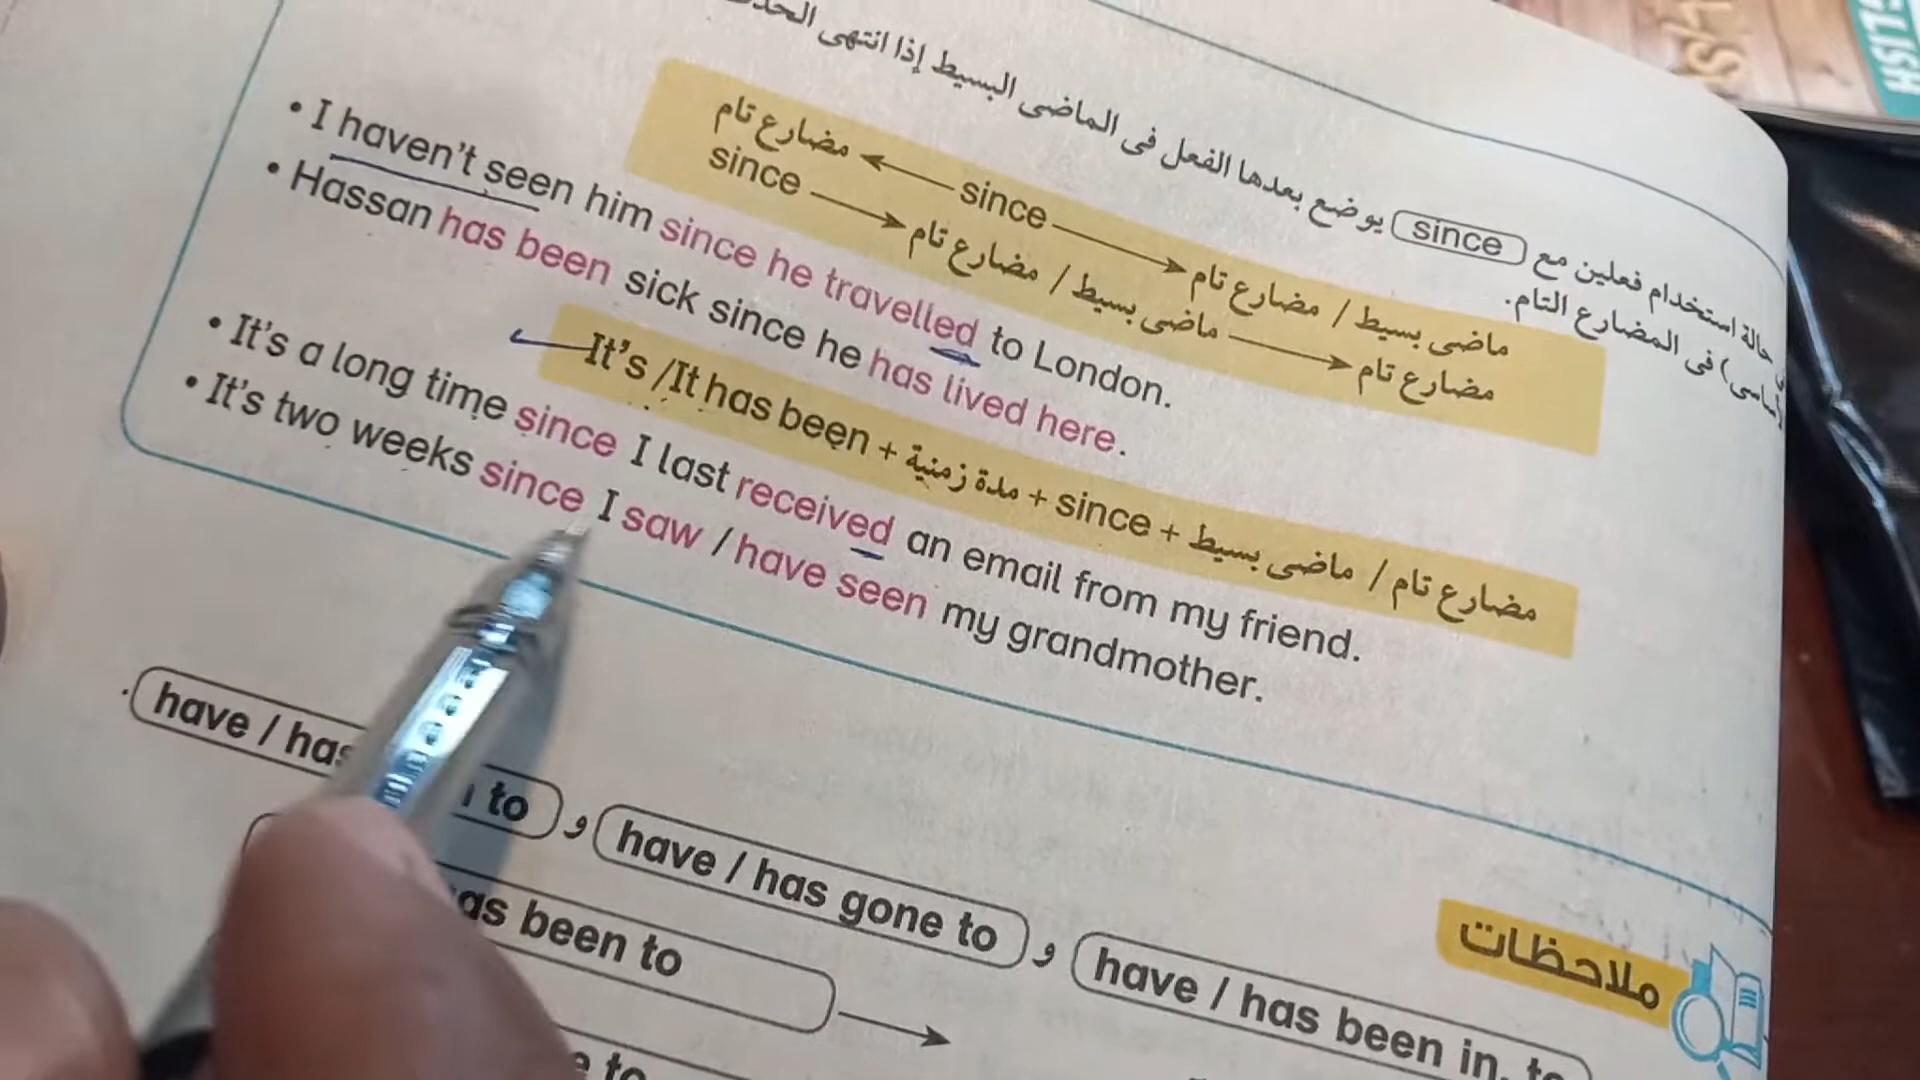 حالة استخدام فعلين مع since يوضع بعدها الفعل فى الماضى البسيط إذا انتهى
فى المضارع التام.
مضارع تام ← since → ماضى بسيط / مضارع تام
since → ماضى بسيط / مضارع تام → مضارع تام
• I haven't seen him since he travelled to London.
• Hassan has been sick since he has lived here.
It's /It has been + مدة زمنية + since + ماضى بسيط / مضارع تام
• It's a long time since I last received an email from my friend.
• It's two weeks since I saw / have seen my grandmother.
ملاحظات
have / has been in, to و have / has gone to و to have / has
as been to →
to